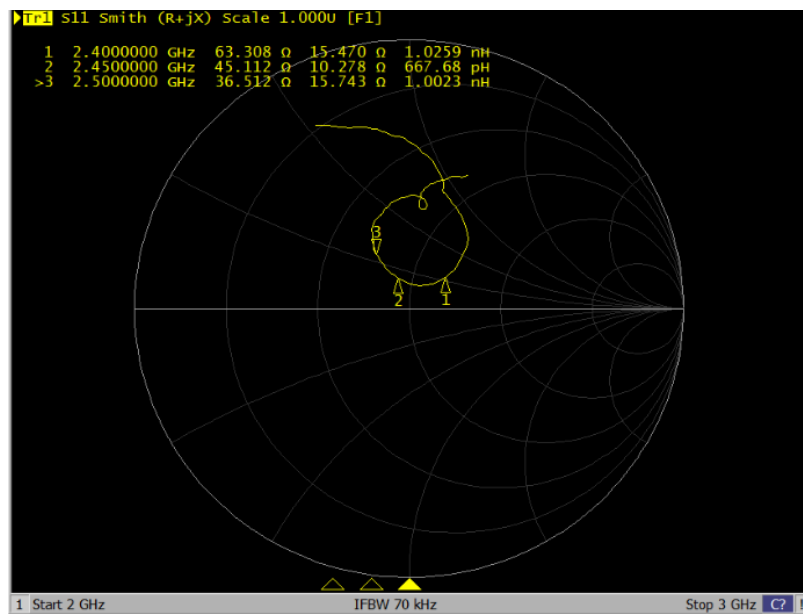 Tr1 S11 Smith (R+jX) Scale 1.000U [F1]
1 2.4000000 GHz 63.308 Ω 15.470 Ω 1.0259 nH
2 2.4500000 GHz 45.112 Ω 10.278 Ω 667.68 pH
>3 2.5000000 GHz 36.512 Ω 15.743 Ω 1.0023 nH
3
2 1
1 Start 2 GHz IFBW 70 kHz Stop 3 GHz C? !